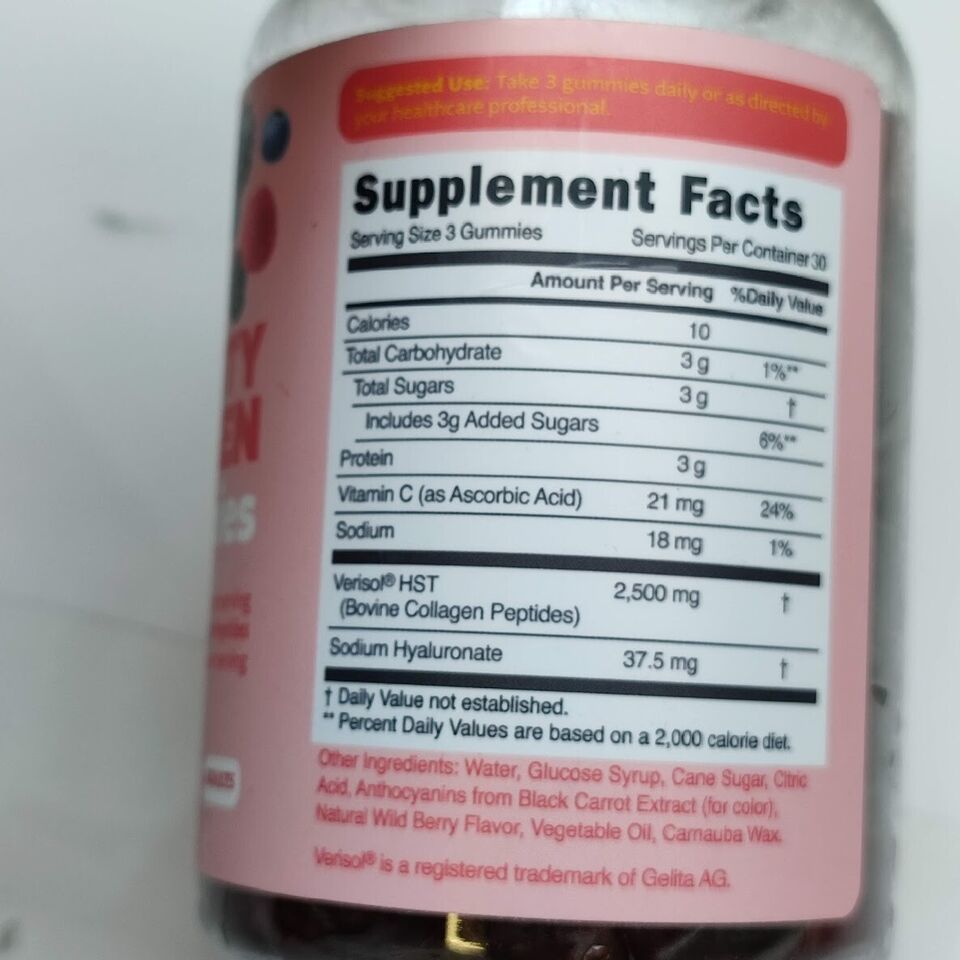 Suggested Use: Take 3 gummies daily or as directed by
your healthcare professional.
Supplement Facts
Serving Size 3 Gummies Servings Per Container 30
Amount Per Serving %Daily Value
Calories 10
Total Carbohydrate 3 g 1%**
Total Sugars 3 g †
Includes 3g Added Sugars 6%**
Protein 3 g
Vitamin C (as Ascorbic Acid) 21 mg 24%
Sodium 18 mg 1%
Verisol® HST 2,500 mg †
(Bovine Collagen Peptides)
Sodium Hyaluronate 37.5 mg †
† Daily Value not established.
** Percent Daily Values are based on a 2,000 calorie diet.
Other Ingredients: Water, Glucose Syrup, Cane Sugar, Citric
Acid, Anthocyanins from Black Carrot Extract (for color),
Natural Wild Berry Flavor, Vegetable Oil, Carnauba Wax.
Verisol® is a registered trademark of Gelita AG.
TY
EN
ies